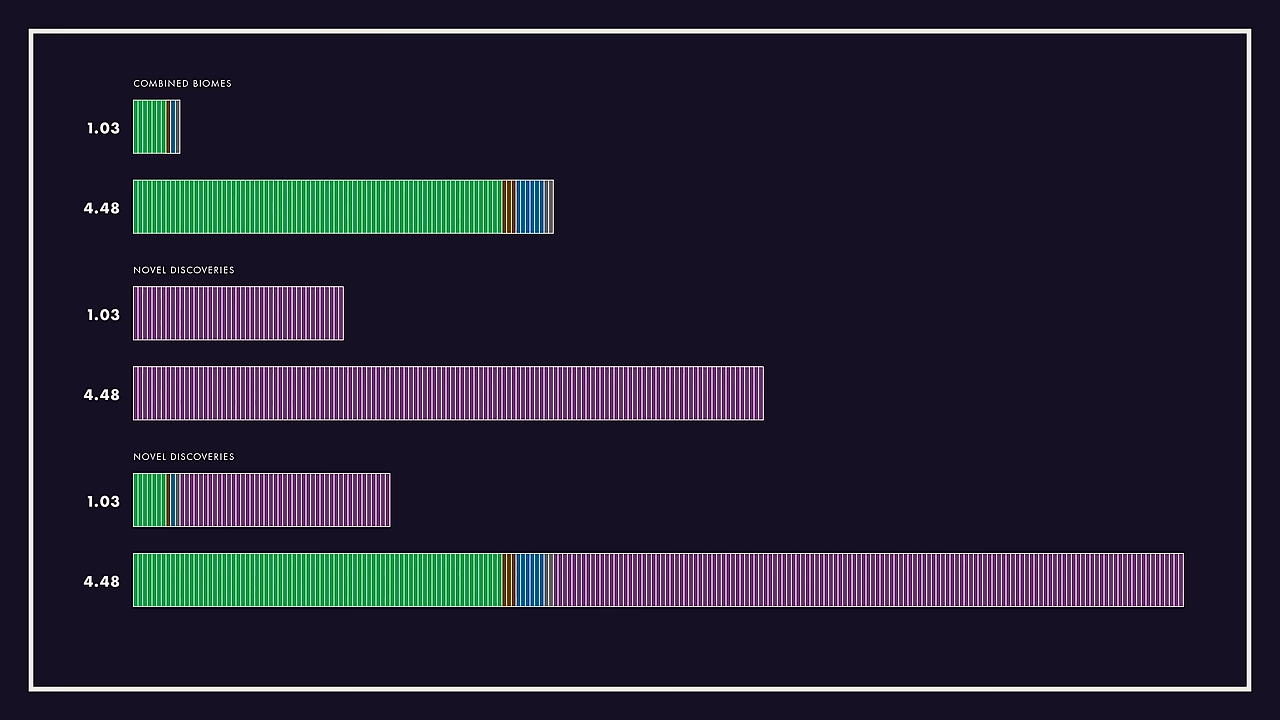 COMBINED BIOMES
1.03
4.48
NOVEL DISCOVERIES
1.03
4.48
NOVEL DISCOVERIES
1.03
4.48